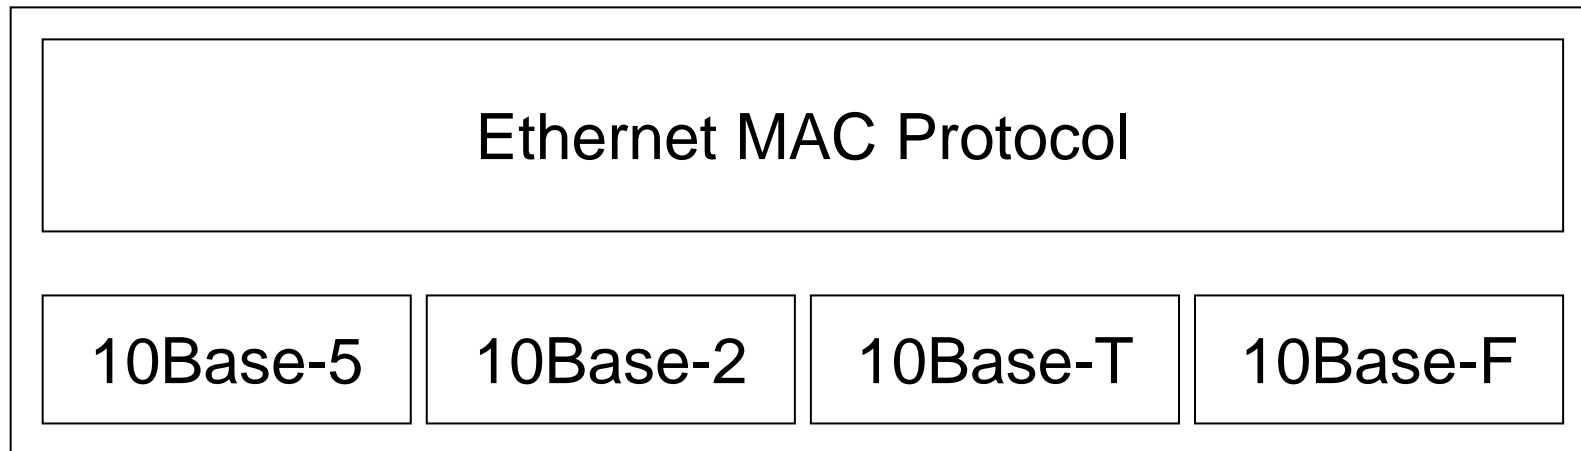 Ethernet MAC Protocol
10Base-5 10Base-2 10Base-T 10Base-F